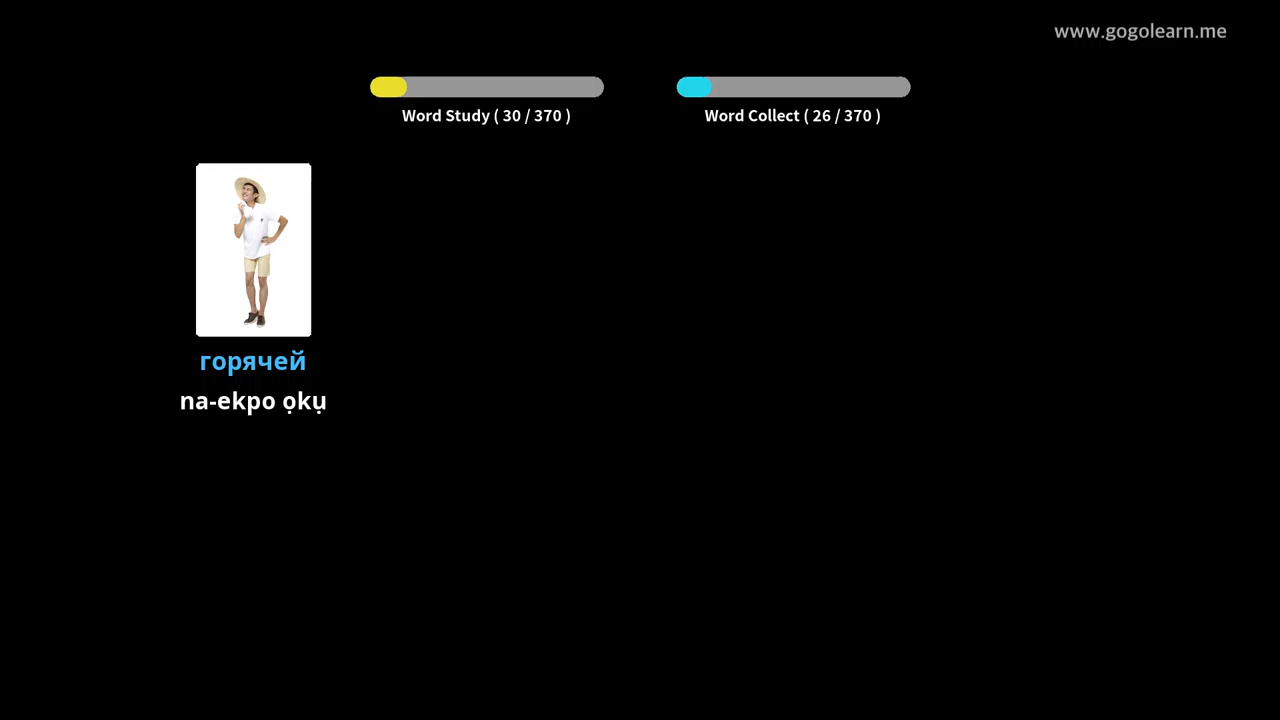 www.gogolearn.me
Word Study ( 30 / 370 )
Word Collect ( 26 / 370 )
горячей
na-ekpo ọkụ